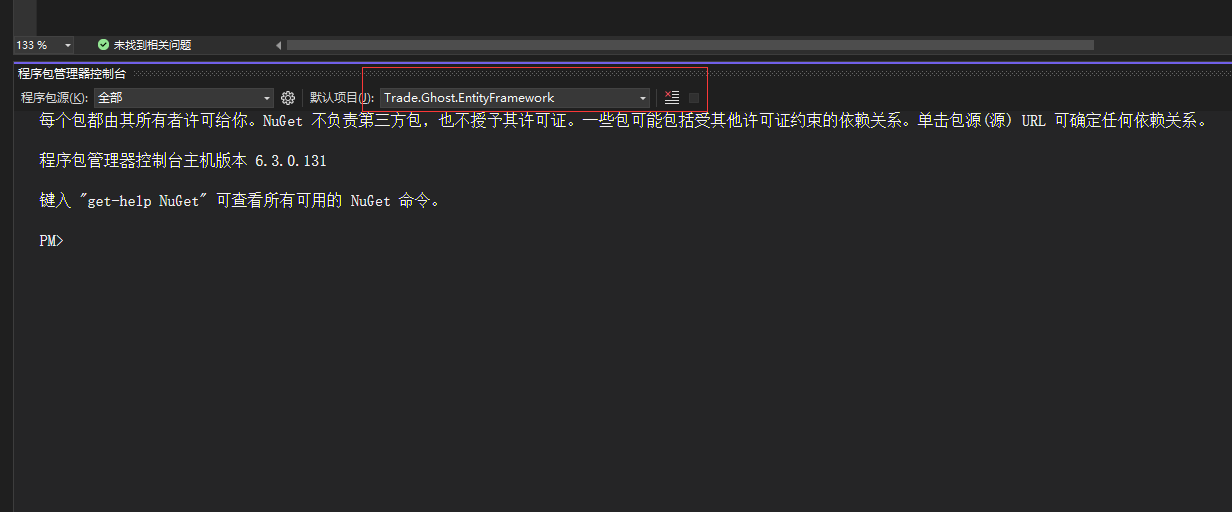 133 %
未找到相关问题
程序包管理器控制台
程序包源(K): 全部 默认项目(J): Trade.Ghost.EntityFramework
每个包都由其所有者许可给你。NuGet 不负责第三方包，也不授予其许可证。一些包可能包括受其他许可证约束的依赖关系。单击包源(源) URL 可确定任何依赖关系。
程序包管理器控制台主机版本 6.3.0.131
键入 "get-help NuGet" 可查看所有可用的 NuGet 命令。
PM>